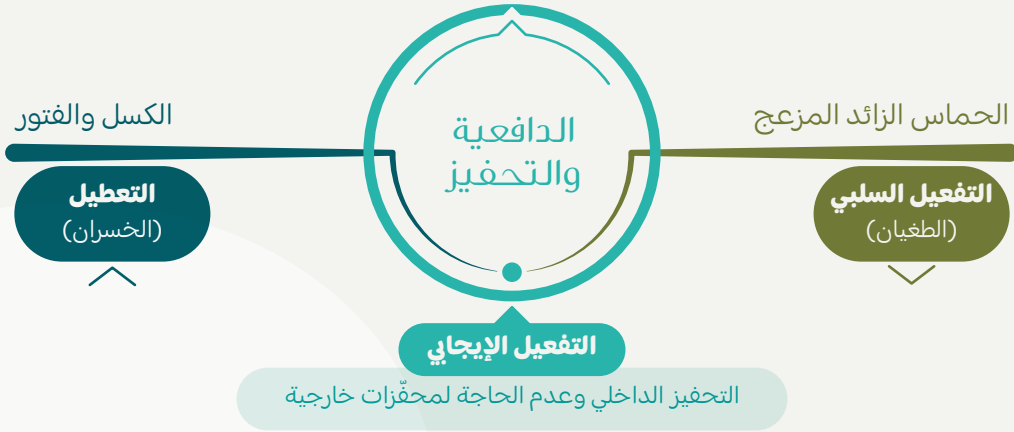 الدافعية
والتحفيز
الحماس الزائد المزعج
التفعيل السلبي
(الطغيان)
الكسل والفتور
التعطيل
(الخسران)
التفعيل الإيجابي
التحفيز الداخلي وعدم الحاجة لمحفّزات خارجية